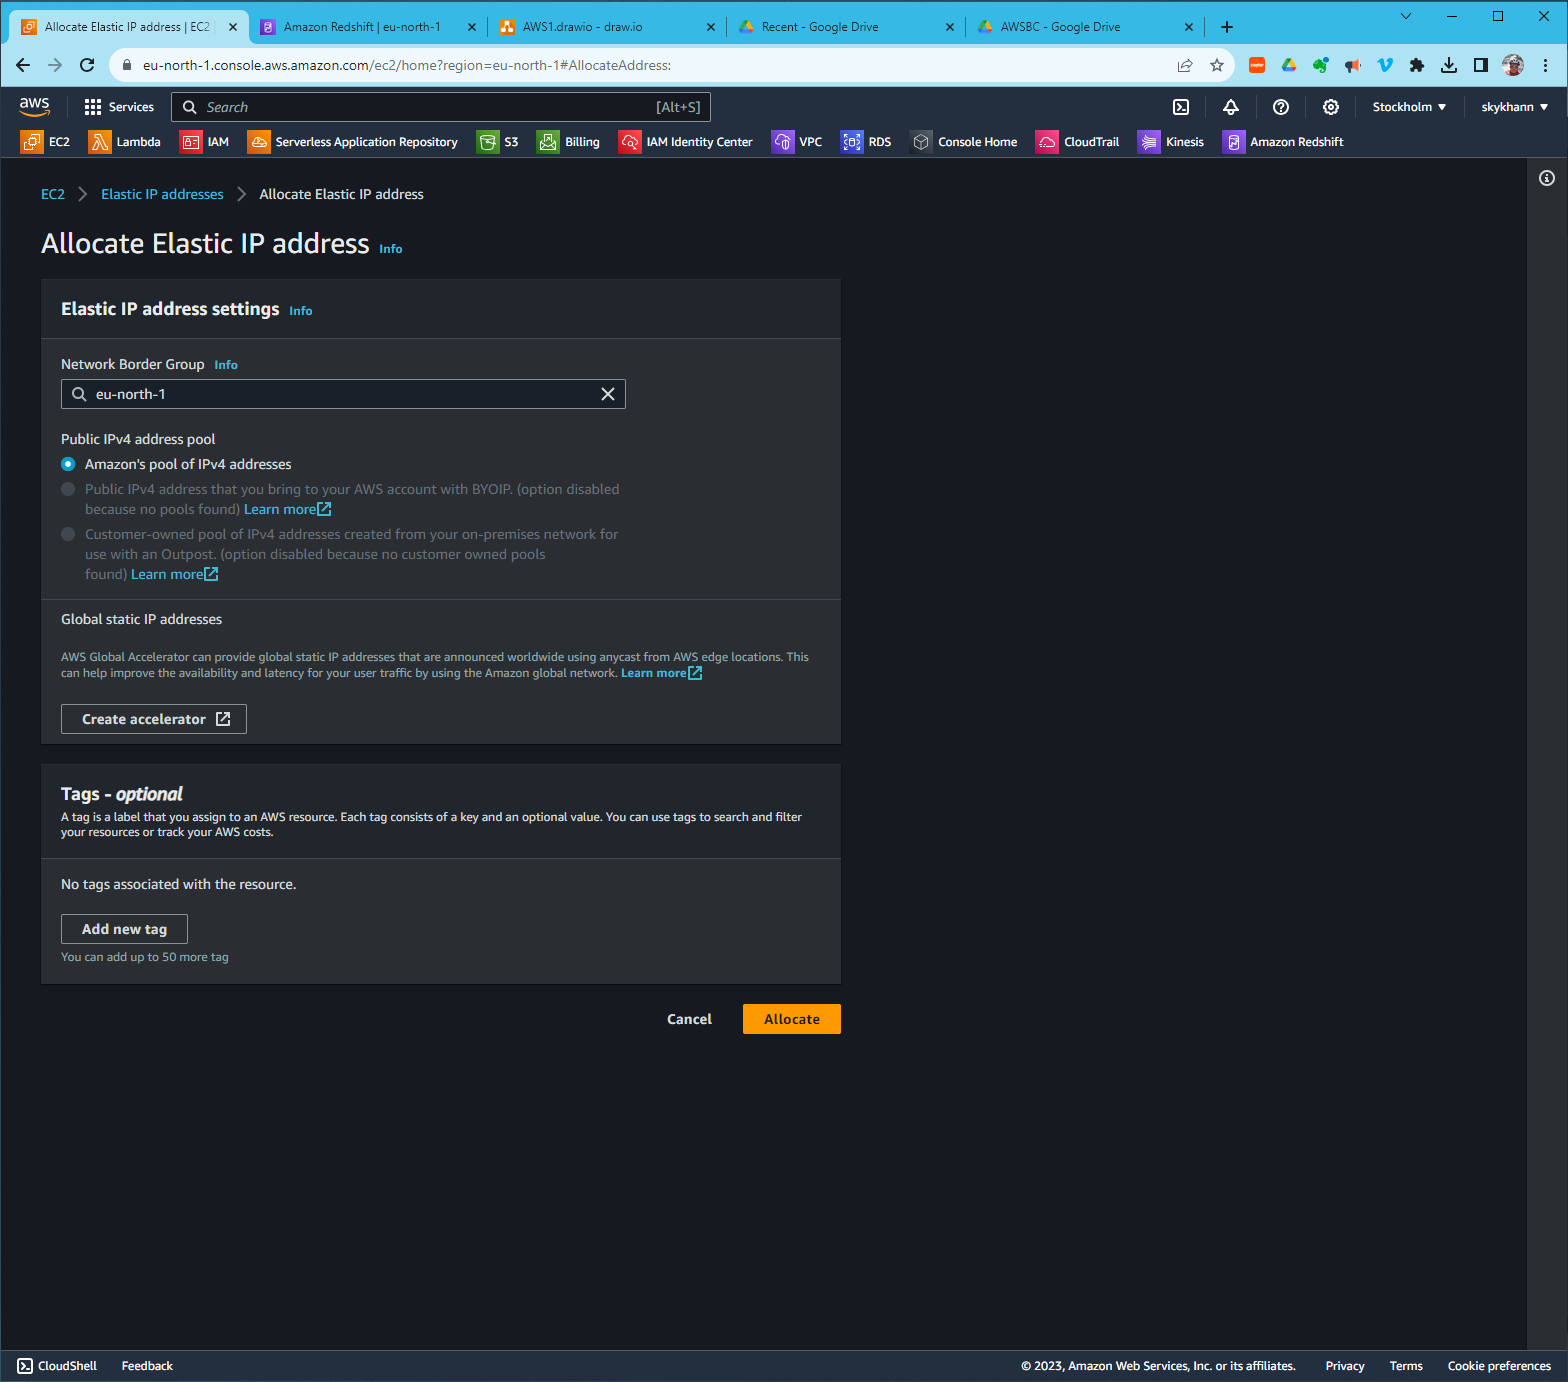 Allocate Elastic IP address | EC2
Amazon Redshift | eu-north-1
AWS1.drawio - draw.io
Recent - Google Drive
AWSBC - Google Drive
eu-north-1.console.aws.amazon.com/ec2/home?region=eu-north-1#AllocateAddress:
aws
Services
Search
[Alt+S]
Stockholm
skykhann
EC2
Lambda
IAM
Serverless Application Repository
S3
Billing
IAM Identity Center
VPC
RDS
Console Home
CloudTrail
Kinesis
Amazon Redshift
EC2
Elastic IP addresses
Allocate Elastic IP address
Allocate Elastic IP address Info
Elastic IP address settings Info
Network Border Group Info
eu-north-1
Public IPv4 address pool
Amazon's pool of IPv4 addresses
Public IPv4 address that you bring to your AWS account with BYOIP. (option disabled
because no pools found) Learn more
Customer-owned pool of IPv4 addresses created from your on-premises network for
use with an Outpost. (option disabled because no customer owned pools
found) Learn more
Global static IP addresses
AWS Global Accelerator can provide global static IP addresses that are announced worldwide using anycast from AWS edge locations. This
can help improve the availability and latency for your user traffic by using the Amazon global network. Learn more
Create accelerator
Tags - optional
A tag is a label that you assign to an AWS resource. Each tag consists of a key and an optional value. You can use tags to search and filter
your resources or track your AWS costs.
No tags associated with the resource.
Add new tag
You can add up to 50 more tag
Cancel
Allocate
CloudShell
Feedback
© 2023, Amazon Web Services, Inc. or its affiliates.
Privacy
Terms
Cookie preferences